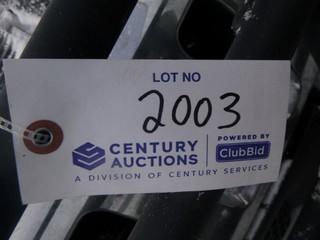 LOT NO
2003
CENTURY AUCTIONS
POWERED BY
ClubBid
A DIVISION OF CENTURY SERVICES